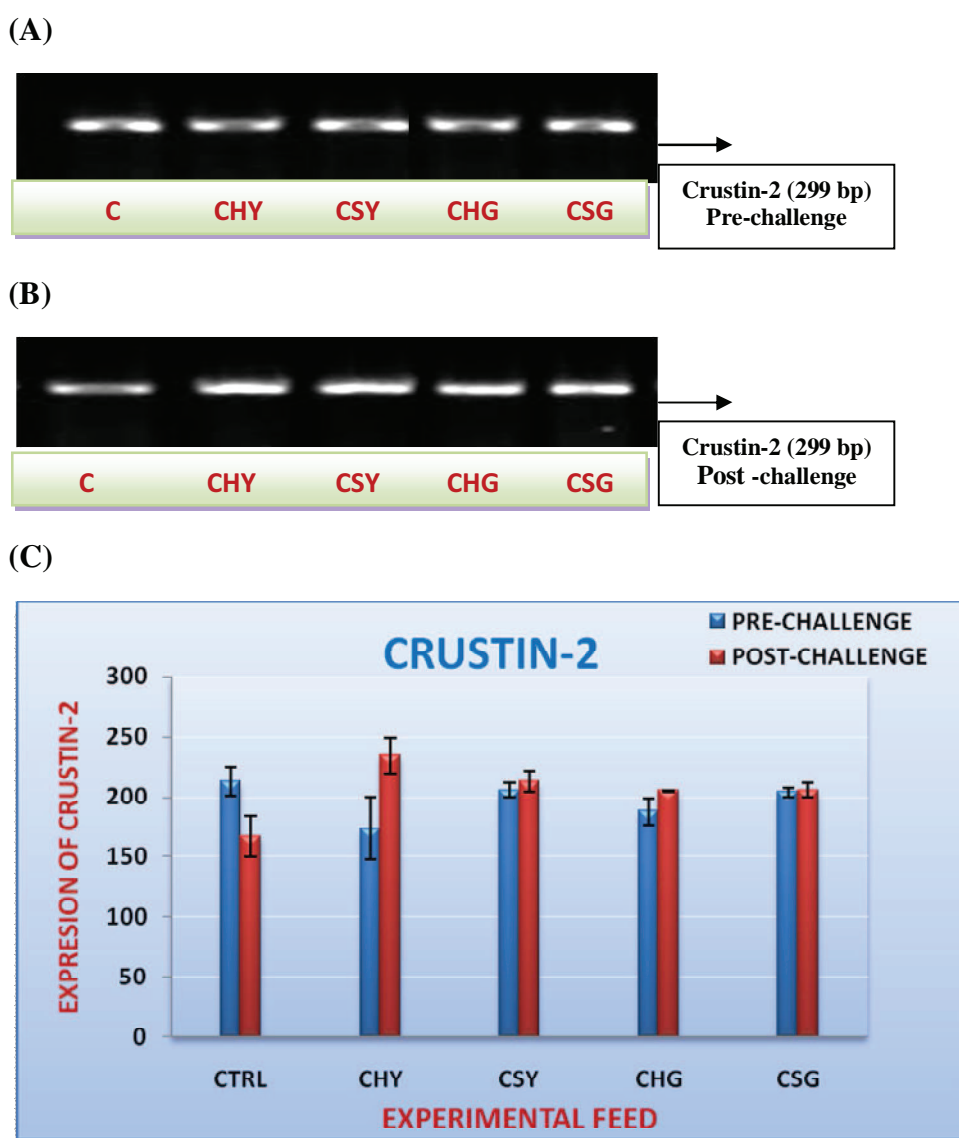 (A)
C CHY CSY CHG CSG
Crustin-2 (299 bp)
Pre-challenge
(B)
C CHY CSY CHG CSG
Crustin-2 (299 bp)
Post -challenge
(C)
CRUSTIN-2
PRE-CHALLENGE
POST-CHALLENGE
EXPRESION OF CRUSTIN-2
300
250
200
150
100
50
0
CTRL CHY CSY CHG CSG
EXPERIMENTAL FEED